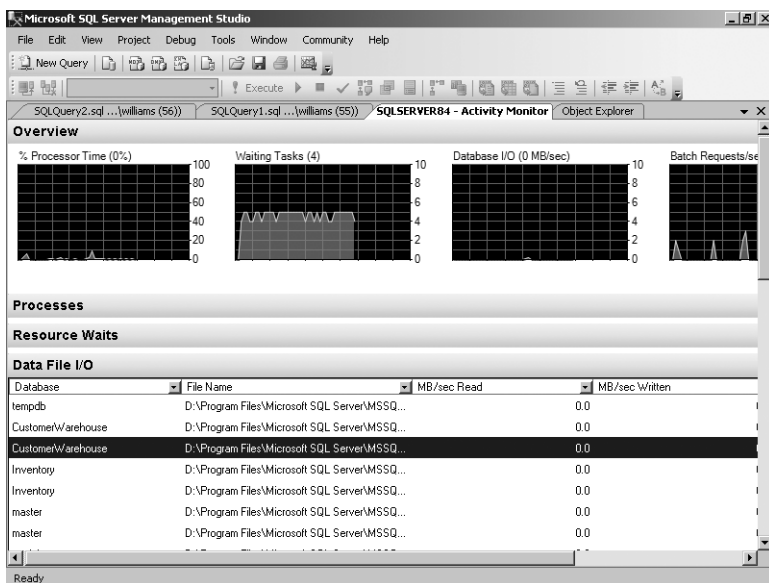 Microsoft SQL Server Management Studio
File Edit View Project Debug Tools Window Community Help
New Query
Execute
SQLQuery2.sql ...\williams (56)) SQLQuery1.sql ...\williams (55)) SQLSERVER84 - Activity Monitor Object Explorer
Overview
% Processor Time (0%) Waiting Tasks (4) Database I/O (0 MB/sec) Batch Requests/se
100 10 10
80 8 8
60 6 6
40 4 4
20 2 2
0 0 0
Processes
Resource Waits
Data File I/O
Database File Name MB/sec Read MB/sec Written
tempdb D:\Program Files\Microsoft SQL Server\MSSQ... 0.0
CustomerWarehouse D:\Program Files\Microsoft SQL Server\MSSQ... 0.0
CustomerWarehouse D:\Program Files\Microsoft SQL Server\MSSQ... 0.0
Inventory D:\Program Files\Microsoft SQL Server\MSSQ... 0.0
Inventory D:\Program Files\Microsoft SQL Server\MSSQ... 0.0
master D:\Program Files\Microsoft SQL Server\MSSQ... 0.0
master D:\Program Files\Microsoft SQL Server\MSSQ... 0.0
Ready